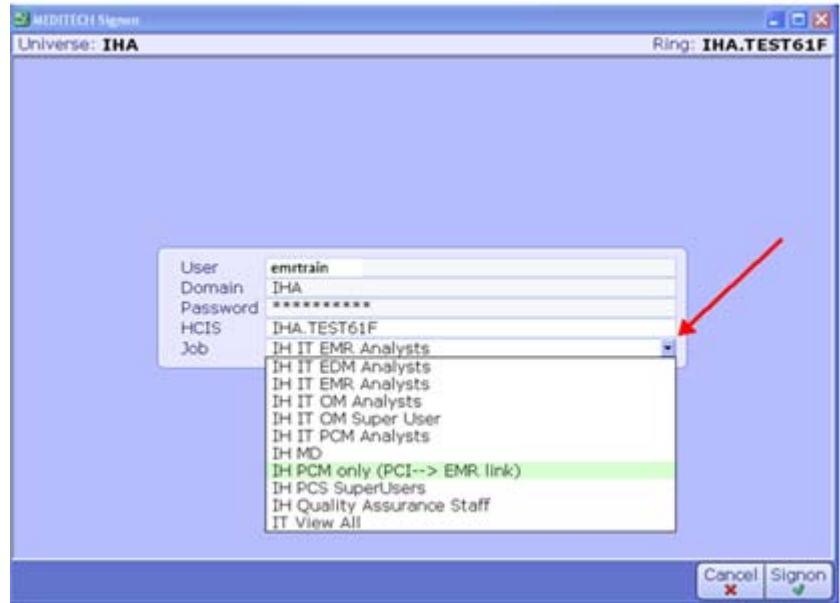 MEDITECH Signon
Universe: IHA Ring: IHA.TEST61F
User emrtrain
Domain IHA
Password **********
HCIS IHA.TEST61F
Job IH IT EMR Analysts
IH IT EDM Analysts
IH IT EMR Analysts
IH IT OM Analysts
IH IT OM Super User
IH IT PCM Analysts
IH MD
IH PCM only (PCI--> EMR link)
IH PCS SuperUsers
IH Quality Assurance Staff
IT View All
Cancel Signon